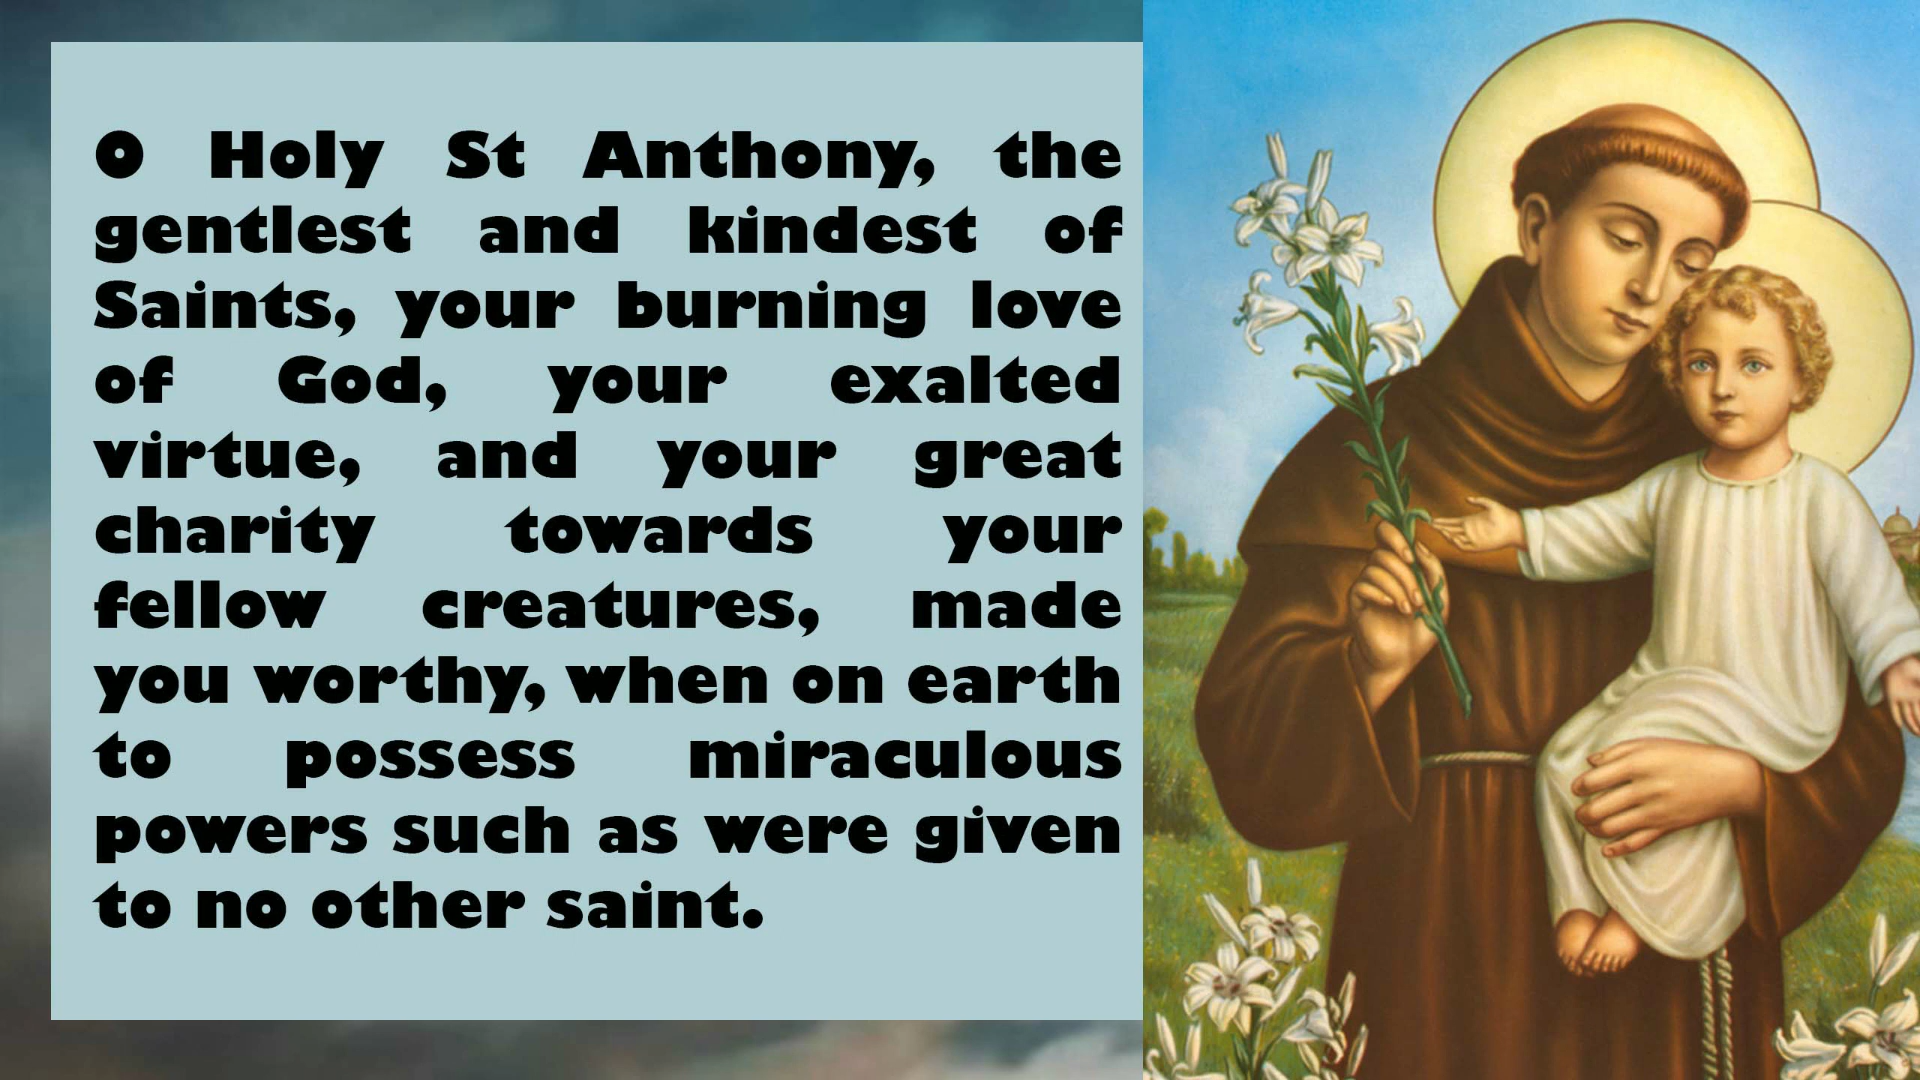 O Holy St Anthony, the
gentlest and kindest of
Saints, your burning love
of God, your exalted
virtue, and your great
charity towards your
fellow creatures, made
you worthy, when on earth
to possess miraculous
powers such as were given
to no other saint.